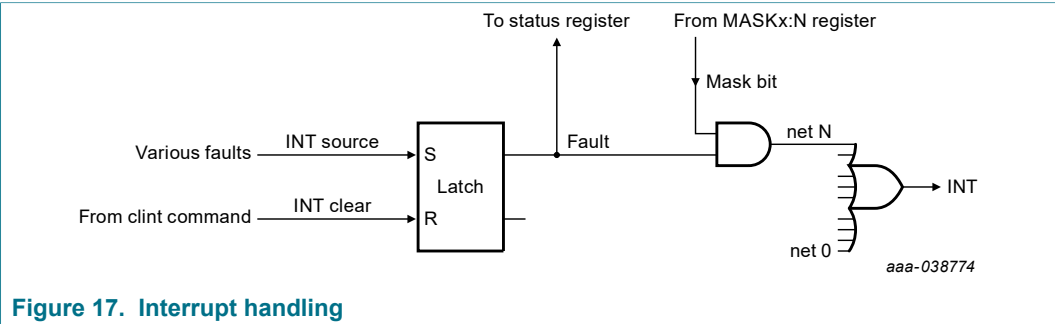 To status register
From MASKx:N register
Mask bit
Various faults
INT source
S
Fault
net N
Latch
INT
From clint command
INT clear
R
net 0
aaa-038774
Figure 17. Interrupt handling